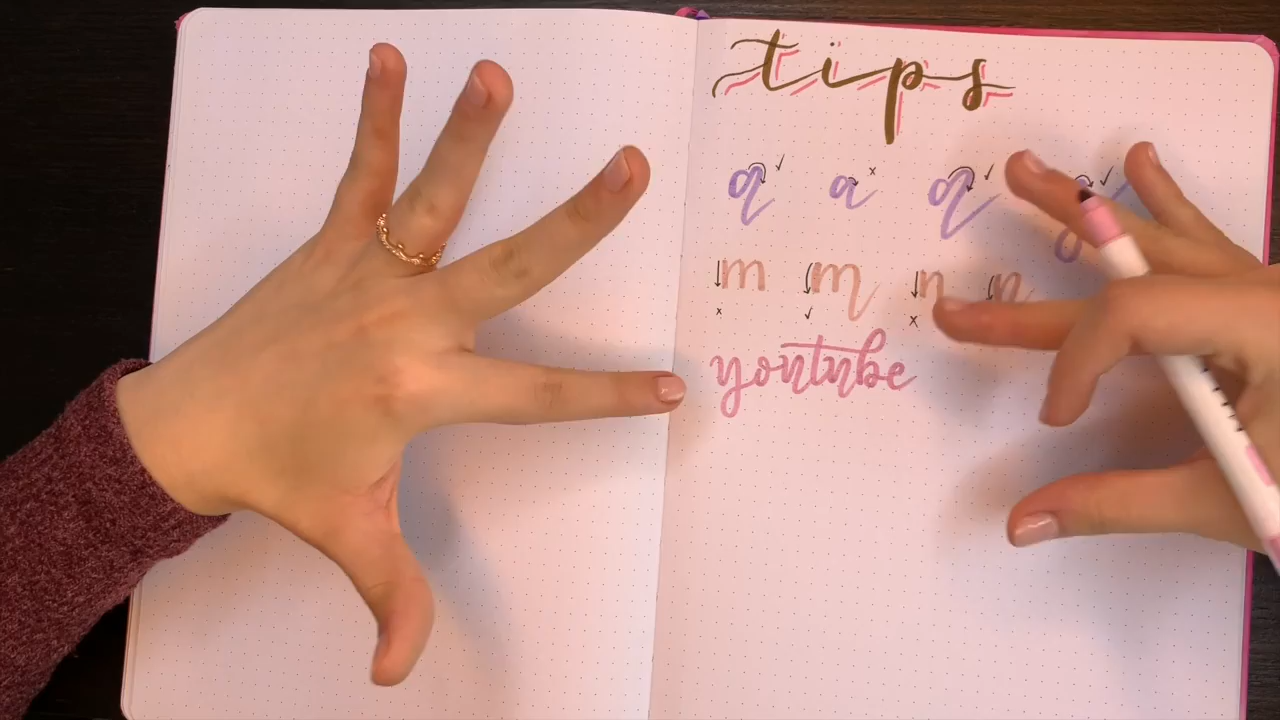 tips
a ✓ a x a ✓ ✓
m m n n
x ✓ x
youtube